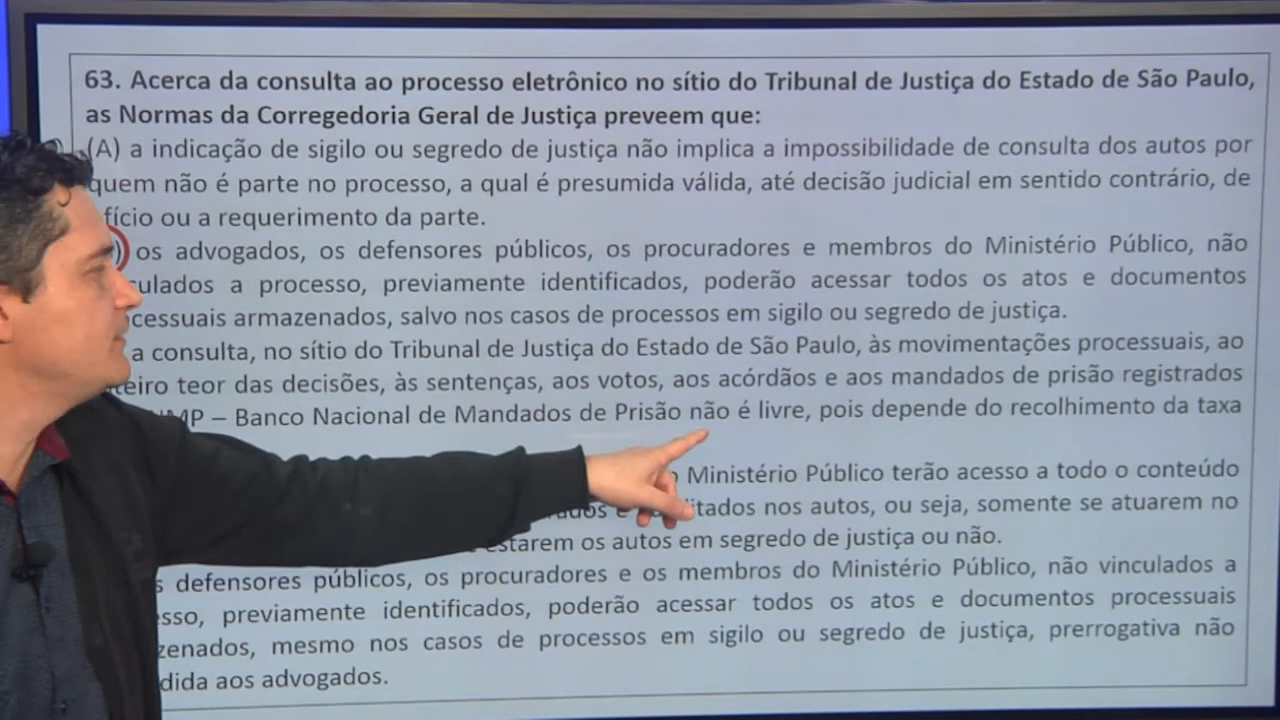 63. Acerca da consulta ao processo eletrônico no sítio do Tribunal de Justiça do Estado de São Paulo,
as Normas da Corregedoria Geral de Justiça preveem que:
(A) a indicação de sigilo ou segredo de justiça não implica a impossibilidade de consulta dos autos por
quem não é parte no processo, a qual é presumida válida, até decisão judicial em sentido contrário, de
fício ou a requerimento da parte.
os advogados, os defensores públicos, os procuradores e membros do Ministério Público, não
culados a processo, previamente identificados, poderão acessar todos os atos e documentos
cessuais armazenados, salvo nos casos de processos em sigilo ou segredo de justiça.
a consulta, no sítio do Tribunal de Justiça do Estado de São Paulo, às movimentações processuais, ao
teiro teor das decisões, às sentenças, aos votos, aos acórdãos e aos mandados de prisão registrados
MP – Banco Nacional de Mandados de Prisão não é livre, pois depende do recolhimento da taxa
Ministério Público terão acesso a todo o conteúdo
itados nos autos, ou seja, somente se atuarem no
estarem os autos em segredo de justiça ou não.
s defensores públicos, os procuradores e os membros do Ministério Público, não vinculados a
sso, previamente identificados, poderão acessar todos os atos e documentos processuais
zenados, mesmo nos casos de processos em sigilo ou segredo de justiça, prerrogativa não
dida aos advogados.